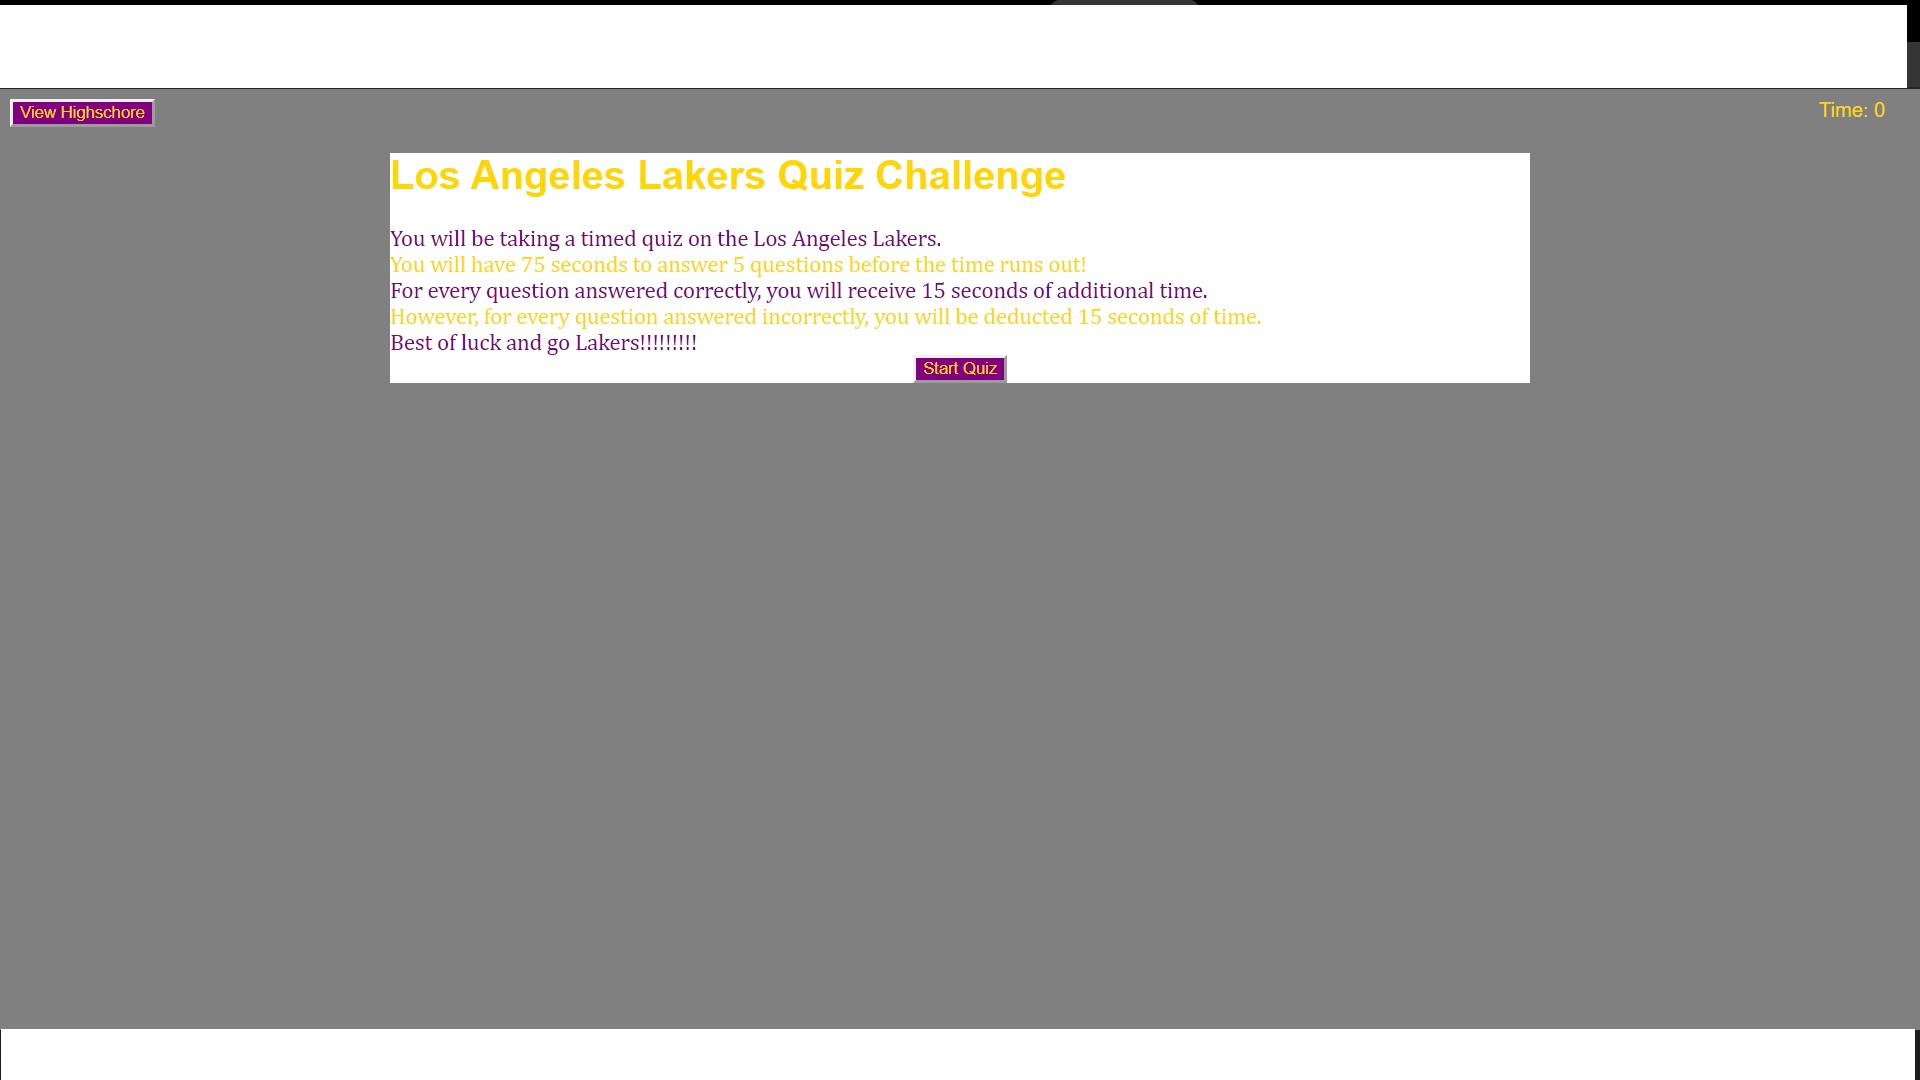 View Highschore
Time: 0
Los Angeles Lakers Quiz Challenge
You will be taking a timed quiz on the Los Angeles Lakers.
You will have 75 seconds to answer 5 questions before the time runs out!
For every question answered correctly, you will receive 15 seconds of additional time.
However, for every question answered incorrectly, you will be deducted 15 seconds of time.
Best of luck and go Lakers!!!!!!!!!
Start Quiz